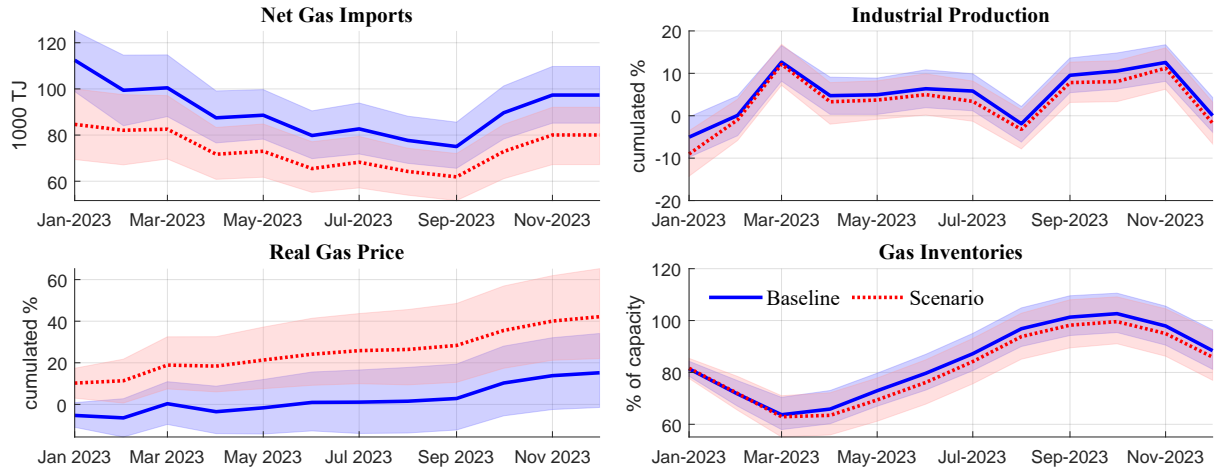 Net Gas Imports
1000 TJ
120
100
80
60
Jan-2023 Mar-2023 May-2023 Jul-2023 Sep-2023 Nov-2023
Industrial Production
cumulated %
20
10
0
-10
-20
Jan-2023 Mar-2023 May-2023 Jul-2023 Sep-2023 Nov-2023
Real Gas Price
cumulated %
60
40
20
0
Jan 2023 Mar 2023 May 2023 Jul 2023 Sep 2023 Nov 2023
Gas Inventories
% of capacity
120
100
80
60
Baseline Scenario
Jan-2023 Mar-2023 May-2023 Jul-2023 Sep-2023 Nov-2023